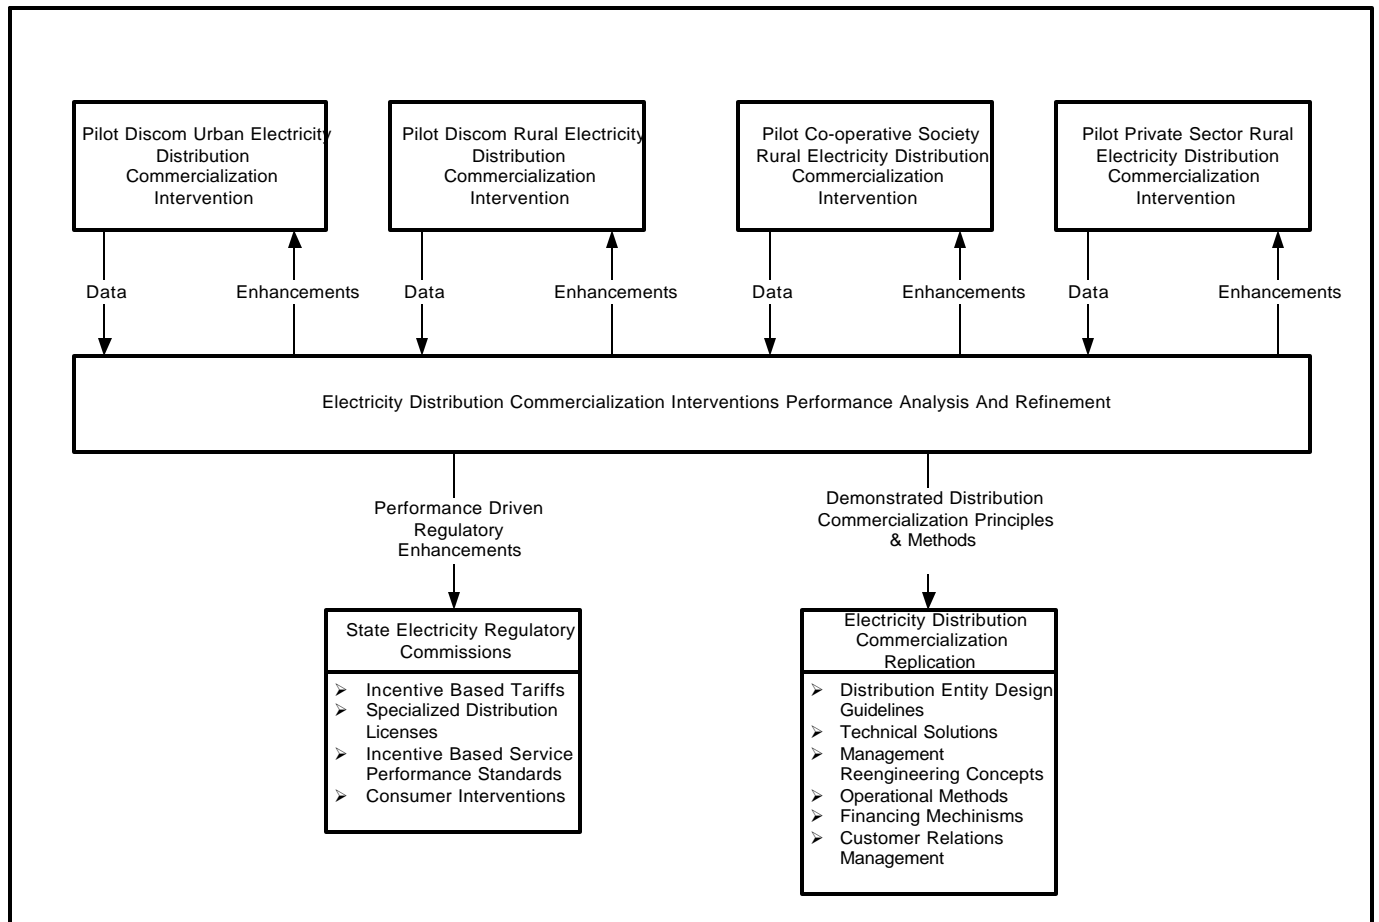 Pilot Discom Urban Electricity
Distribution
Commercialization
Intervention
Pilot Discom Rural Electricity
Distribution
Commercialization
Intervention
Pilot Co-operative Society
Rural Electricity Distribution
Commercialization
Intervention
Pilot Private Sector Rural
Electricity Distribution
Commercialization
Intervention
Data
Enhancements
Data
Enhancements
Data
Enhancements
Data
Enhancements
Electricity Distribution Commercialization Interventions Performance Analysis And Refinement
Performance Driven
Regulatory
Enhancements
Demonstrated Distribution
Commercialization Principles
& Methods
State Electricity Regulatory
Commissions
➢ Incentive Based Tariffs
➢ Specialized Distribution
Licenses
➢ Incentive Based Service
Performance Standards
➢ Consumer Interventions
Electricity Distribution
Commercialization
Replication
➢ Distribution Entity Design
Guidelines
➢ Technical Solutions
➢ Management
Reengineering Concepts
➢ Operational Methods
➢ Financing Mechinisms
➢ Customer Relations
Management